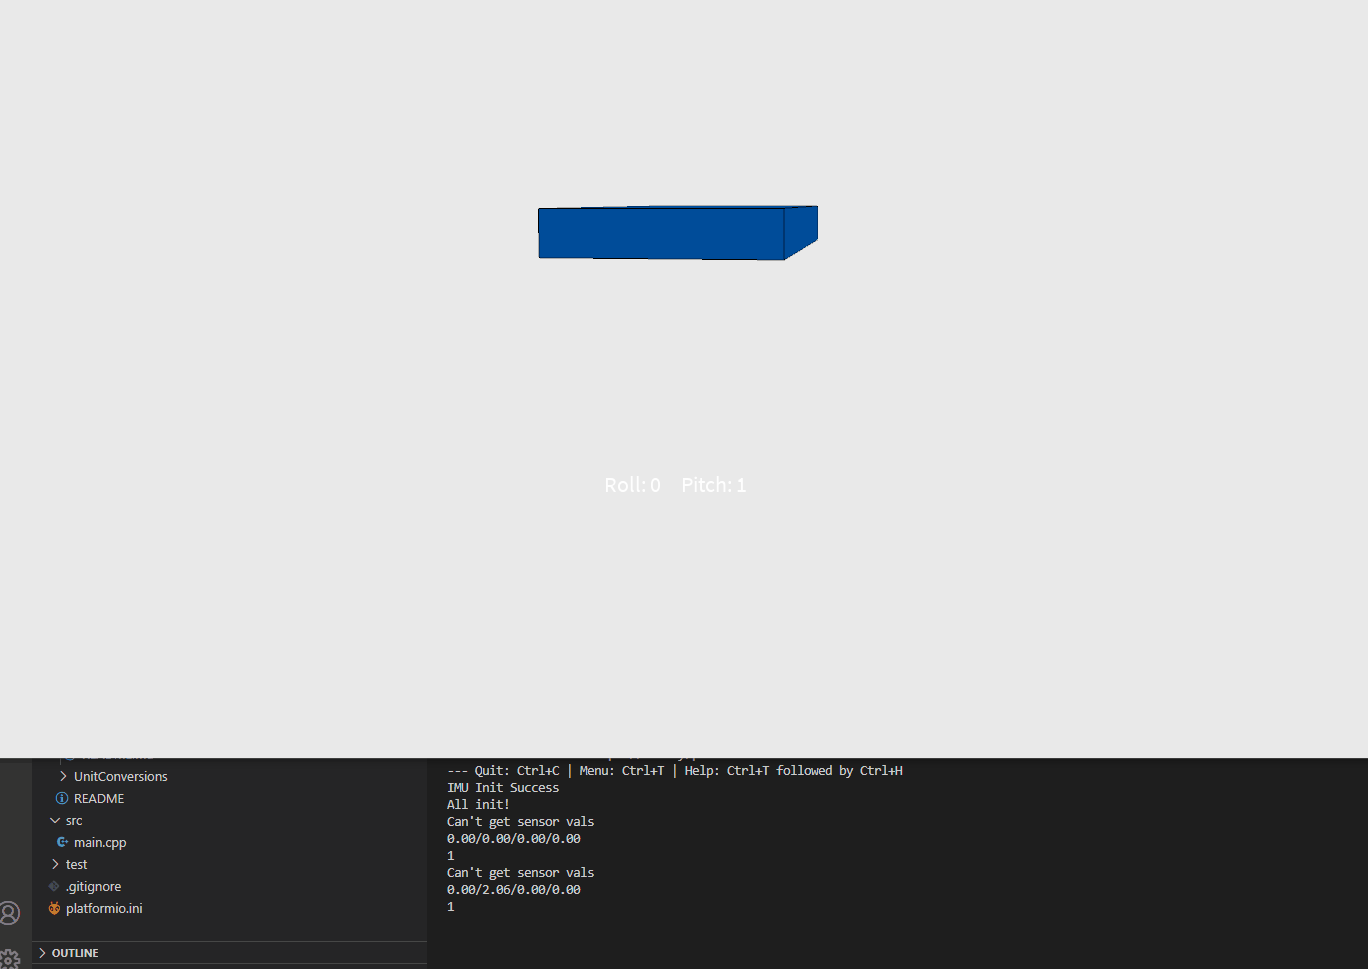 Roll: 0 Pitch: 1
UnitConversions
README
src
main.cpp
test
.gitignore
platformio.ini
OUTLINE
--- Quit: Ctrl+C | Menu: Ctrl+T | Help: Ctrl+T followed by Ctrl+H
IMU Init Success
All init!
Can't get sensor vals
0.00/0.00/0.00/0.00
1
Can't get sensor vals
0.00/2.06/0.00/0.00
1